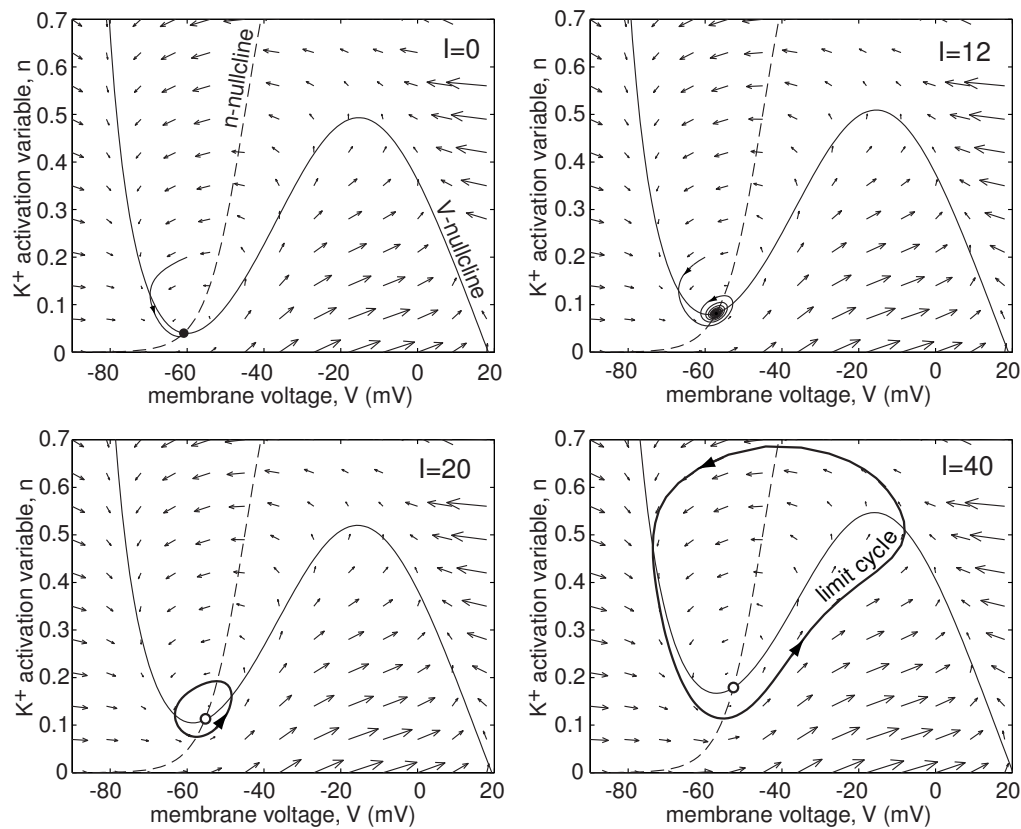 0.7
0.6
0.5
0.4
0.3
0.2
0.1
0
K+ activation variable, n
I=0
n-nullcline
V-nullcline
-80 -60 -40 -20 0 20
membrane voltage, V (mV)
0.7
0.6
0.5
0.4
0.3
0.2
0.1
0
K+ activation variable, n
I=12
-80 -60 -40 -20 0 20
membrane voltage, V (mV)
0.7
0.6
0.5
0.4
0.3
0.2
0.1
0
K+ activation variable, n
I=20
-80 -60 -40 -20 0 20
membrane voltage, V (mV)
0.7
0.6
0.5
0.4
0.3
0.2
0.1
0
K+ activation variable, n
I=40
limit cycle
-80 -60 -40 -20 0 20
membrane voltage, V (mV)